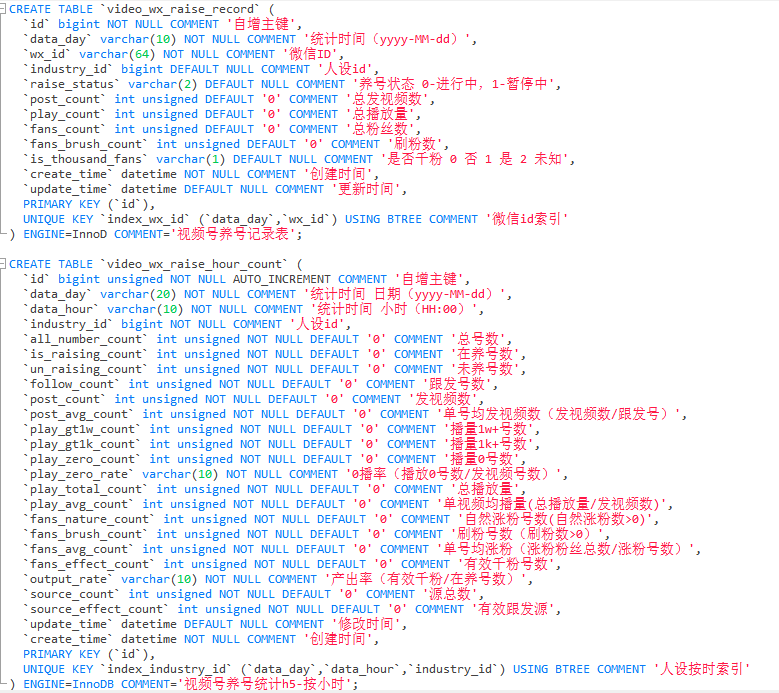 CREATE TABLE `video_wx_raise_record` (
`id` bigint NOT NULL COMMENT '自增主键',
`data_day` varchar(10) NOT NULL COMMENT '统计时间（yyyy-MM-dd）',
`wx_id` varchar(64) NOT NULL COMMENT '微信ID',
`industry_id` bigint DEFAULT NULL COMMENT '人设id',
`raise_status` varchar(2) DEFAULT NULL COMMENT '养号状态 0-进行中，1-暂停中',
`post_count` int unsigned DEFAULT '0' COMMENT '总发视频数',
`play_count` int unsigned DEFAULT '0' COMMENT '总播放量',
`fans_count` int unsigned DEFAULT '0' COMMENT '总粉丝数',
`fans_brush_count` int unsigned DEFAULT '0' COMMENT '刷粉数',
`is_thousand_fans` varchar(1) DEFAULT NULL COMMENT '是否千粉 0 否 1 是 2 未知',
`create_time` datetime NOT NULL COMMENT '创建时间',
`update_time` datetime DEFAULT NULL COMMENT '更新时间',
PRIMARY KEY (`id`),
UNIQUE KEY `index_wx_id` (`data_day`,`wx_id`) USING BTREE COMMENT '微信id索引'
) ENGINE=InnoD COMMENT='视频号养号记录表';
CREATE TABLE `video_wx_raise_hour_count` (
`id` bigint unsigned NOT NULL AUTO_INCREMENT COMMENT '自增主键',
`data_day` varchar(20) NOT NULL COMMENT '统计时间 日期（yyyy-MM-dd）',
`data_hour` varchar(10) NOT NULL COMMENT '统计时间 小时（HH:00）',
`industry_id` bigint NOT NULL COMMENT '人设id',
`all_number_count` int unsigned NOT NULL DEFAULT '0' COMMENT '总号数',
`is_raising_count` int unsigned NOT NULL DEFAULT '0' COMMENT '在养号数',
`un_raising_count` int unsigned NOT NULL DEFAULT '0' COMMENT '未养号数',
`follow_count` int unsigned NOT NULL DEFAULT '0' COMMENT '跟发号数',
`post_count` int unsigned NOT NULL DEFAULT '0' COMMENT '发视频数',
`post_avg_count` int unsigned NOT NULL DEFAULT '0' COMMENT '单号均发视频数（发视频数/跟发号）',
`play_gt1w_count` int unsigned NOT NULL DEFAULT '0' COMMENT '播量1w+号数',
`play_gt1k_count` int unsigned NOT NULL DEFAULT '0' COMMENT '播量1k+号数',
`play_zero_count` int unsigned NOT NULL DEFAULT '0' COMMENT '播量0号数',
`play_zero_rate` varchar(10) NOT NULL COMMENT '0播率（播放0号数/发视频号数）',
`play_total_count` int unsigned NOT NULL DEFAULT '0' COMMENT '总播放量',
`play_avg_count` int unsigned NOT NULL DEFAULT '0' COMMENT '单视频均播量(总播放量/发视频数)',
`fans_nature_count` int unsigned NOT NULL DEFAULT '0' COMMENT '自然涨粉号数(自然涨粉数>0)',
`fans_brush_count` int unsigned NOT NULL DEFAULT '0' COMMENT '刷粉号数（刷粉数>0）',
`fans_avg_count` int unsigned NOT NULL DEFAULT '0' COMMENT '单号均涨粉（涨粉粉丝总数/涨粉号数）',
`fans_effect_count` int unsigned NOT NULL DEFAULT '0' COMMENT '有效千粉号数',
`output_rate` varchar(10) NOT NULL COMMENT '产出率（有效千粉/在养号数）',
`source_count` int unsigned NOT NULL DEFAULT '0' COMMENT '源总数',
`source_effect_count` int unsigned NOT NULL DEFAULT '0' COMMENT '有效跟发源',
`update_time` datetime DEFAULT NULL COMMENT '修改时间',
`create_time` datetime NOT NULL COMMENT '创建时间',
PRIMARY KEY (`id`),
UNIQUE KEY `index_industry_id` (`data_day`,`data_hour`,`industry_id`) USING BTREE COMMENT '人设按时索引'
) ENGINE=InnoDB COMMENT='视频号养号统计h5-按小时';